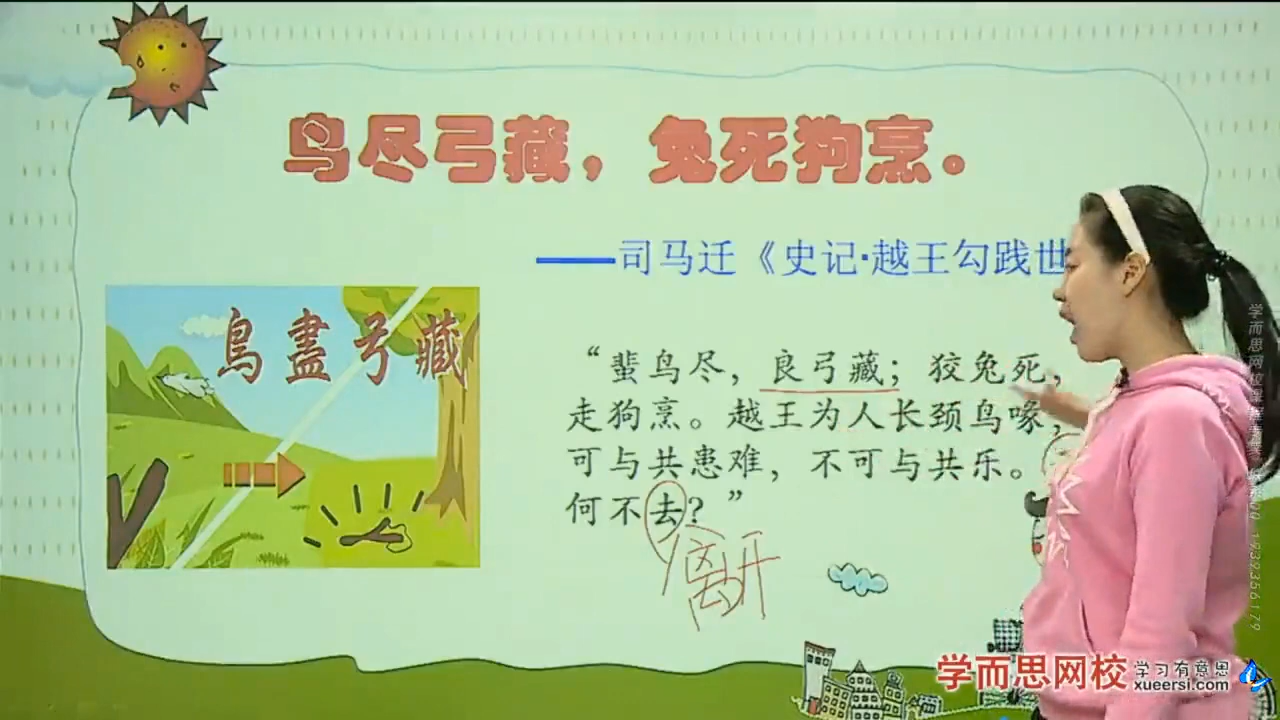 鸟尽弓藏，兔死狗烹。
——司马迁《史记·越王勾践世
鳥盡弓藏
“蜚鸟尽，良弓藏；狡兔死，
走狗烹。越王为人长颈鸟喙，
可与共患难，不可与共乐。
何不去？”
离开
学而思网校
学习有意思
xueersi.com